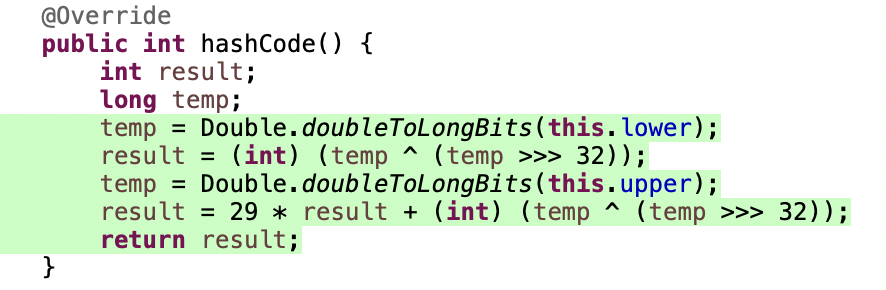 @Override
public int hashCode() {
int result;
long temp;
temp = Double.doubleToLongBits(this.lower);
result = (int) (temp ^ (temp >>> 32));
temp = Double.doubleToLongBits(this.upper);
result = 29 * result + (int) (temp ^ (temp >>> 32));
return result;
}